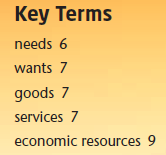 Key Terms
needs 6
wants 7
goods 7
services 7
economic resources 9